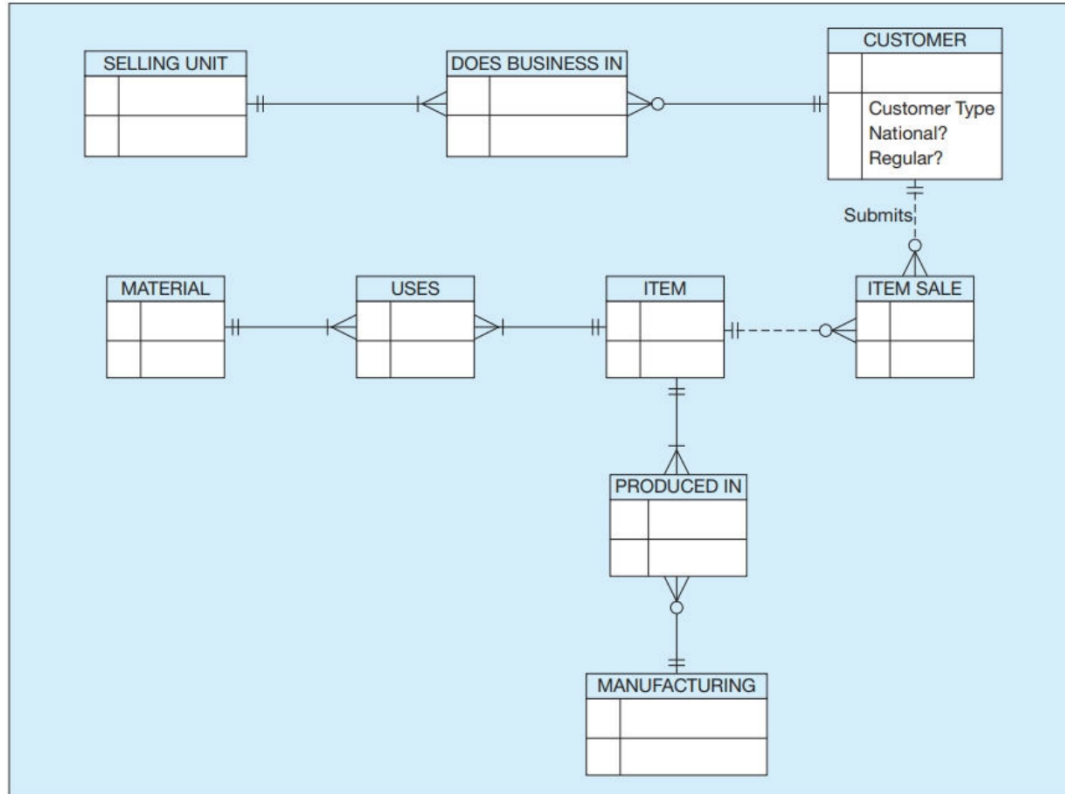 SELLING UNIT
DOES BUSINESS IN
CUSTOMER
Customer Type
National?
Regular?
Submits
MATERIAL
USES
ITEM
ITEM SALE
PRODUCED IN
MANUFACTURING